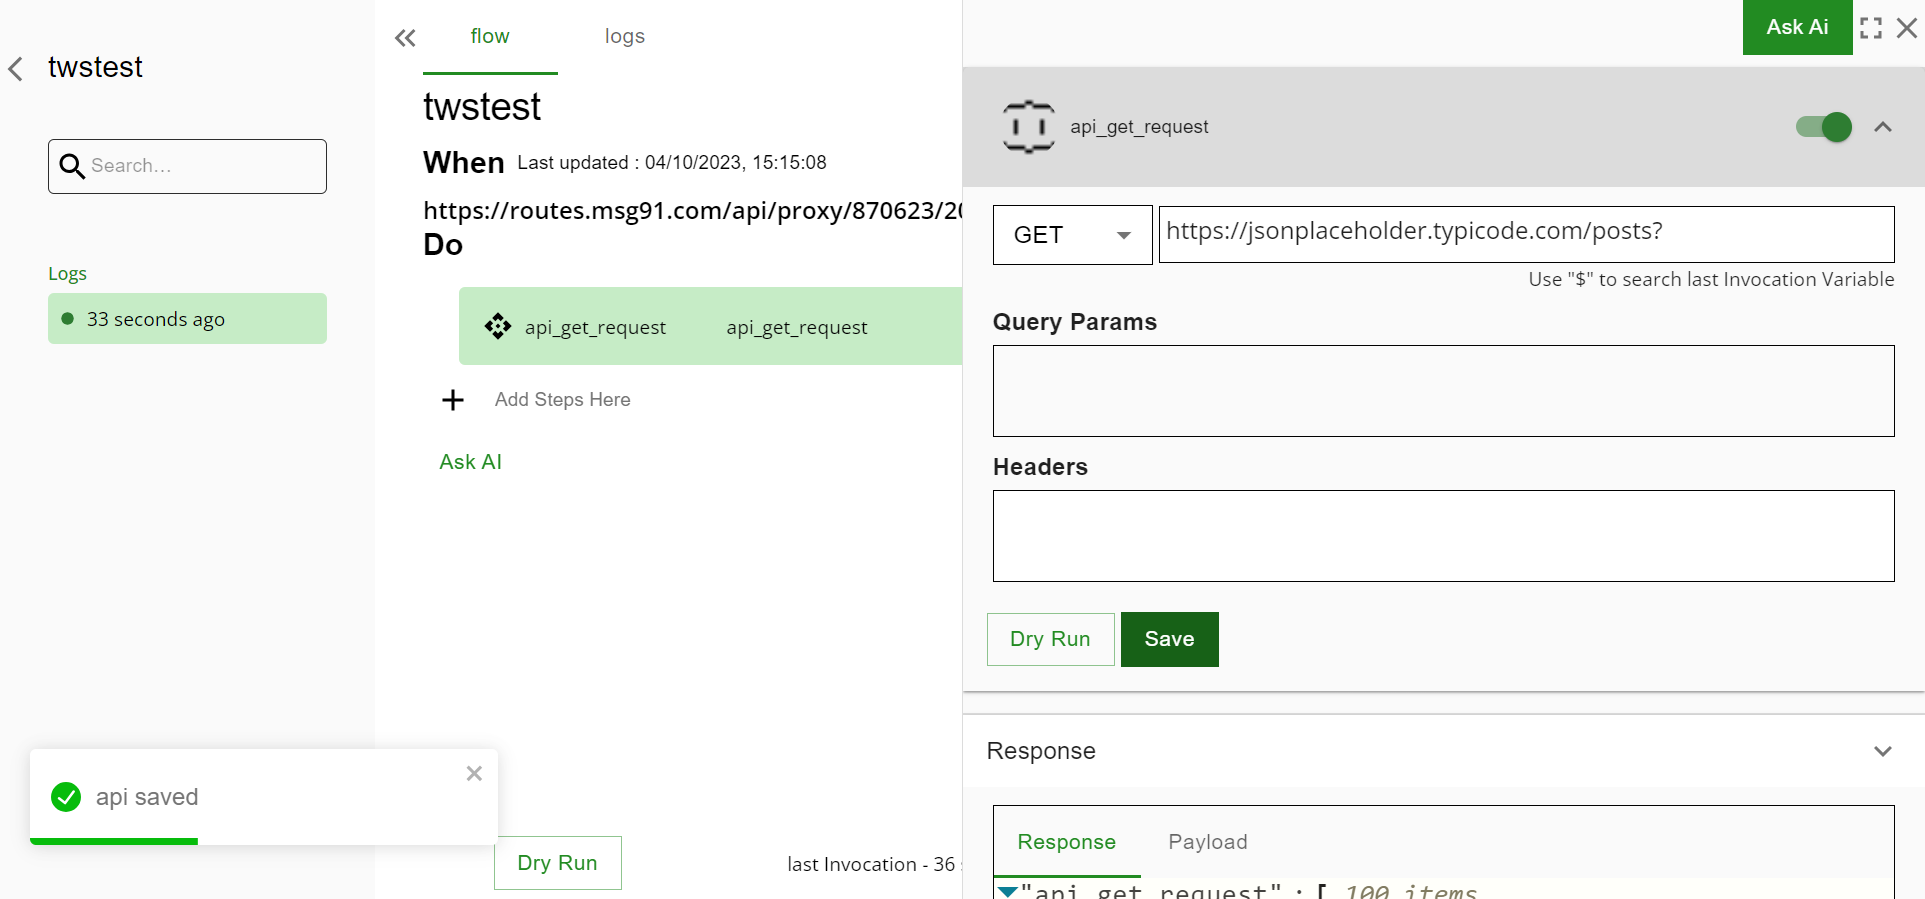 twstest
Search...
Logs
33 seconds ago
flow
logs
twstest
When Last updated : 04/10/2023, 15:15:08
https://routes.msg91.com/api/proxy/870623/20
Do
api_get_request api_get_request
Add Steps Here
Ask AI
api saved
Dry Run
last Invocation - 36
Ask Ai
api_get_request
GET
https://jsonplaceholder.typicode.com/posts?
Use "$" to search last Invocation Variable
Query Params
Headers
Dry Run
Save
Response
Response
Payload
"api_get_request" : [ 100 items